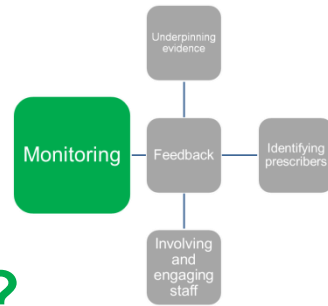 Underpinning
evidence
Monitoring
Feedback
Identifying
prescribers
Involving
and
engaging
staff
?